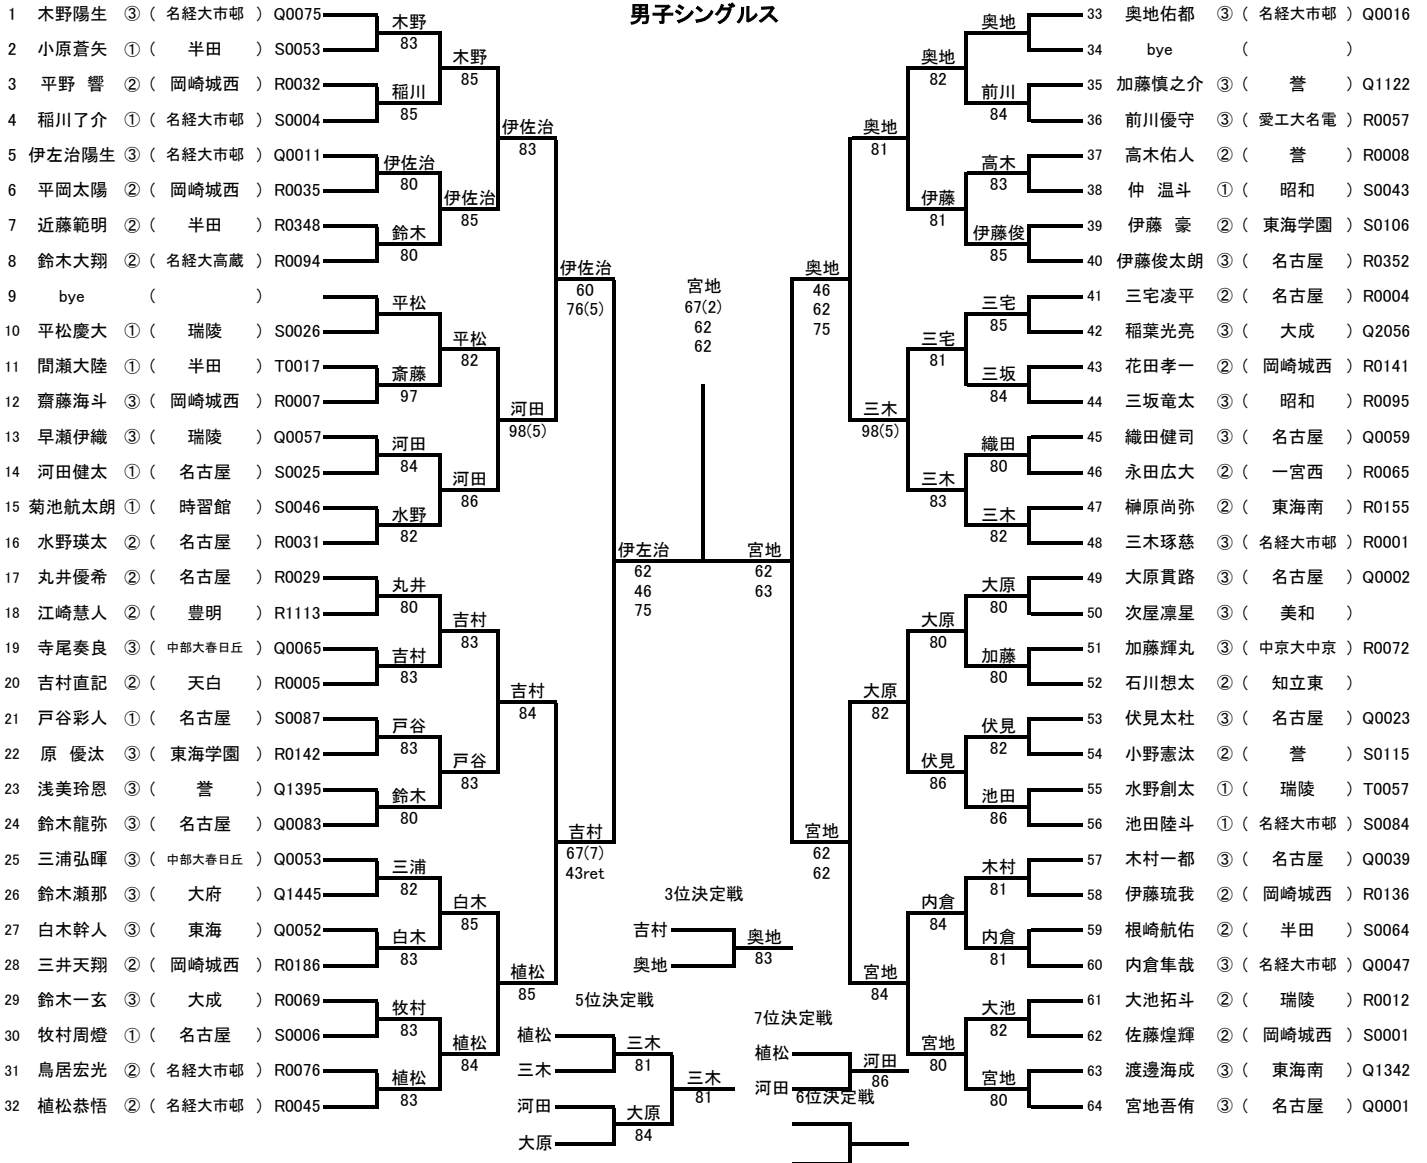 男子シングルス
1 木野陽生 ③ ( 名経大市邨 ) Q0075
2 小原蒼矢 ① ( 半田 ) S0053
3 平野 響 ② ( 岡崎城西 ) R0032
4 稲川了介 ① ( 名経大市邨 ) S0004
5 伊左治陽生 ③ ( 名経大市邨 ) Q0011
6 平岡太陽 ② ( 岡崎城西 ) R0035
7 近藤範明 ② ( 半田 ) R0348
8 鈴木大翔 ② ( 名経大高蔵 ) R0094
9 bye ( )
10 平松慶大 ① ( 瑞陵 ) S0026
11 間瀬大陸 ① ( 半田 ) T0017
12 齋藤海斗 ③ ( 岡崎城西 ) R0007
13 早瀬伊織 ③ ( 瑞陵 ) Q0057
14 河田健太 ① ( 名古屋 ) S0025
15 菊池航太朗 ① ( 時習館 ) S0046
16 水野瑛太 ② ( 名古屋 ) R0031
17 丸井優希 ② ( 名古屋 ) R0029
18 江崎慧人 ② ( 豊明 ) R1113
19 寺尾奏良 ③ ( 中部大春日丘 ) Q0065
20 吉村直記 ② ( 天白 ) R0005
21 戸谷彩人 ① ( 名古屋 ) S0087
22 原 優汰 ③ ( 東海学園 ) R0142
23 浅美玲恩 ③ ( 誉 ) Q1395
24 鈴木龍弥 ③ ( 名古屋 ) Q0083
25 三浦弘暉 ③ ( 中部大春日丘 ) Q0053
26 鈴木瀬那 ③ ( 大府 ) Q1445
27 白木幹人 ③ ( 東海 ) Q0052
28 三井天翔 ② ( 岡崎城西 ) R0186
29 鈴木一玄 ③ ( 大成 ) R0069
30 牧村周燈 ① ( 名古屋 ) S0006
31 鳥居宏光 ② ( 名経大市邨 ) R0076
32 植松恭悟 ② ( 名経大市邨 ) R0045
木野
83
稲川
85
伊佐治
80
鈴木
80
平松
斎藤
97
河田
84
水野
82
丸井
80
吉村
83
戸谷
83
鈴木
80
三浦
82
白木
83
牧村
83
植松
83
木野
85
伊佐治
85
平松
82
河田
86
吉村
83
戸谷
83
白木
85
植松
84
伊佐治
83
河田
98(5)
吉村
84
植松
85
伊佐治
60
76(5)
吉村
67(7)
43ret
伊左治
62
46
75
宮地
67(2)
62
62
宮地
62
63
奥地
46
62
75
宮地
62
62
奥地
81
三木
98(5)
大原
82
宮地
84
奥地
82
伊藤
81
三宅
81
三木
83
大原
80
伏見
86
内倉
84
宮地
80
奥地
前川
84
高木
83
伊藤俊
85
三宅
85
三坂
84
織田
80
三木
82
大原
80
加藤
80
伏見
82
池田
86
木村
81
内倉
81
大池
82
宮地
80
33 奥地佑都 ③ ( 名経大市邨 ) Q0016
34 bye ( )
35 加藤慎之介 ③ ( 誉 ) Q1122
36 前川優守 ③ ( 愛工大名電 ) R0057
37 高木佑人 ② ( 誉 ) R0008
38 仲 温斗 ① ( 昭和 ) S0043
39 伊藤 豪 ② ( 東海学園 ) S0106
40 伊藤俊太朗 ③ ( 名古屋 ) R0352
41 三宅凌平 ② ( 名古屋 ) R0004
42 稲葉光亮 ③ ( 大成 ) Q2056
43 花田孝一 ② ( 岡崎城西 ) R0141
44 三坂竜太 ③ ( 昭和 ) R0095
45 織田健司 ③ ( 名古屋 ) Q0059
46 永田広大 ② ( 一宮西 ) R0065
47 榊原尚弥 ② ( 東海南 ) R0155
48 三木琢慈 ③ ( 名経大市邨 ) R0001
49 大原貫路 ③ ( 名古屋 ) Q0002
50 次屋凛星 ③ ( 美和 )
51 加藤輝丸 ③ ( 中京大中京 ) R0072
52 石川想太 ② ( 知立東 )
53 伏見太杜 ③ ( 名古屋 ) Q0023
54 小野憲汰 ② ( 誉 ) S0115
55 水野創太 ① ( 瑞陵 ) T0057
56 池田陸斗 ① ( 名経大市邨 ) S0084
57 木村一都 ③ ( 名古屋 ) Q0039
58 伊藤琉我 ② ( 岡崎城西 ) R0136
59 根崎航佑 ② ( 半田 ) S0064
60 内倉隼哉 ③ ( 名経大市邨 ) Q0047
61 大池拓斗 ② ( 瑞陵 ) R0012
62 佐藤煌輝 ② ( 岡崎城西 ) S0001
63 渡邊海成 ③ ( 東海南 ) Q1342
64 宮地吾侑 ③ ( 名古屋 ) Q0001
3位決定戦
吉村
奥地
奥地
83
5位決定戦
植松
三木
三木
81
河田
大原
大原
84
三木
81
7位決定戦
植松
河田
河田
86
6位決定戦